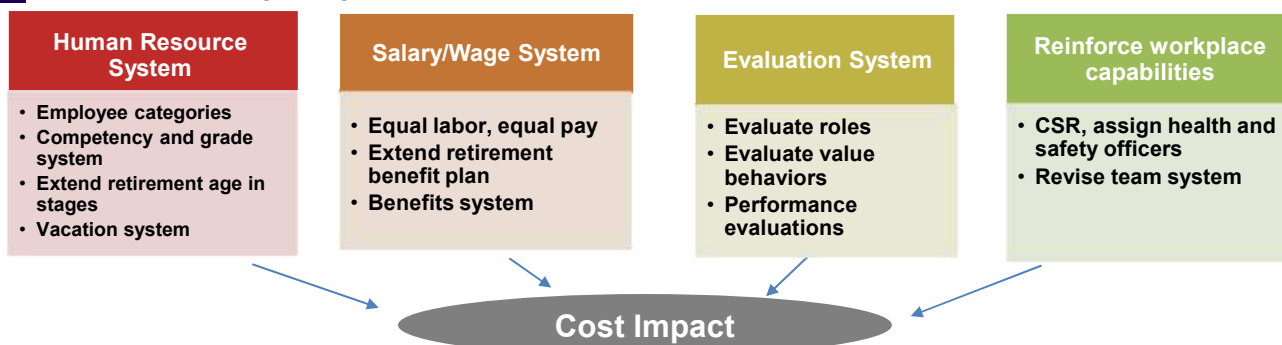 Human Resource
System
• Employee categories
• Competency and grade
system
• Extend retirement age in
stages
• Vacation system
Salary/Wage System
• Equal labor, equal pay
• Extend retirement
benefit plan
• Benefits system
Evaluation System
• Evaluate roles
• Evaluate value
behaviors
• Performance
evaluations
Reinforce workplace
capabilities
• CSR, assign health and
safety officers
• Revise team system
Cost Impact